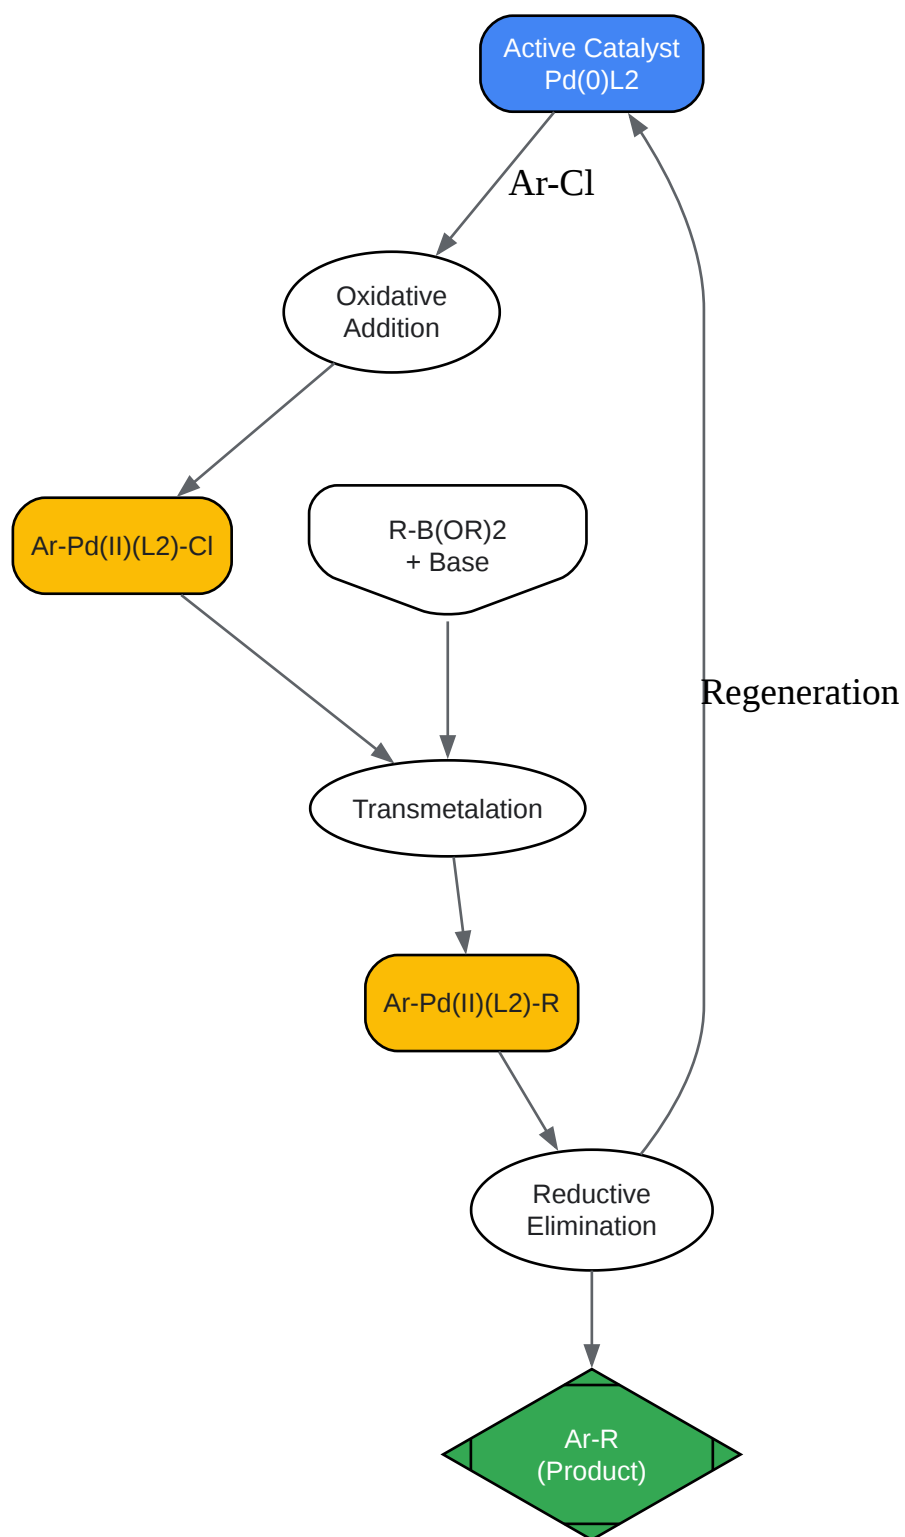 Active Catalyst
Pd(0)L2
Ar-Cl
Oxidative
Addition
Ar-Pd(II)(L2)-Cl
R-B(OR)2
+ Base
Regeneration
Transmetalation
Ar-Pd(II)(L2)-R
Reductive
Elimination
Ar-R
(Product)